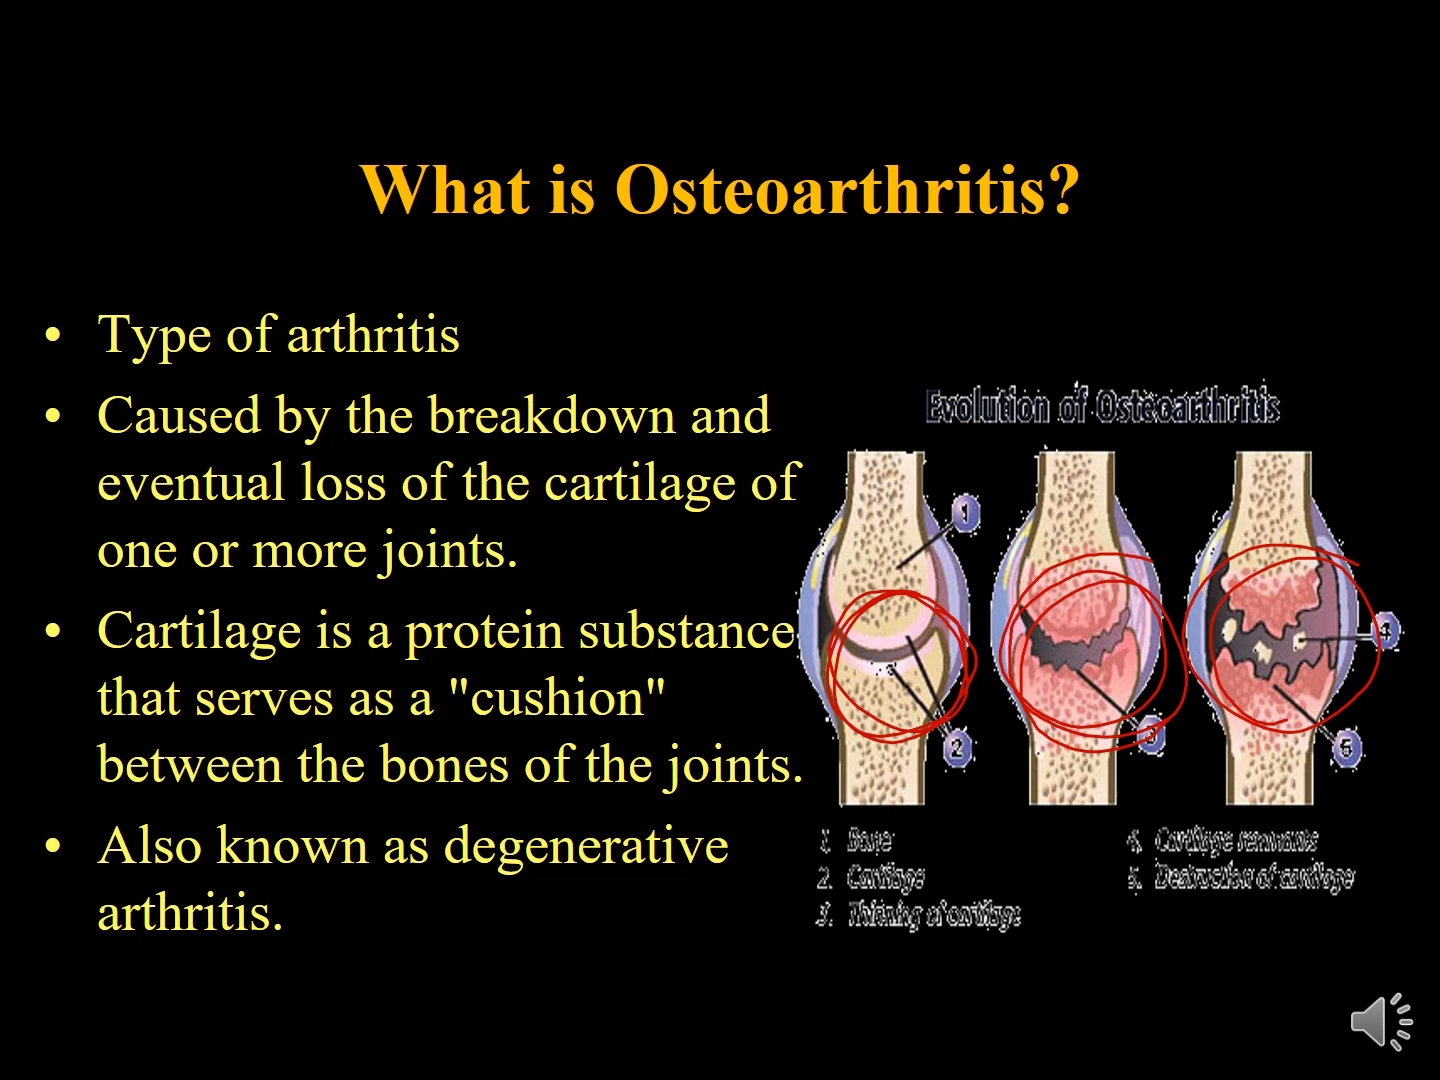 What is Osteoarthritis?
• Type of arthritis
• Caused by the breakdown and
eventual loss of the cartilage of
one or more joints.
• Cartilage is a protein substance
that serves as a "cushion"
between the bones of the joints.
• Also known as degenerative
arthritis.
Evolution of Osteoarthritis
1
2
3
4
5
1. Bone
2. Cartilage
3. Thinning of cartilage
4. Cartilage remnants
5. Destruction of cartilage